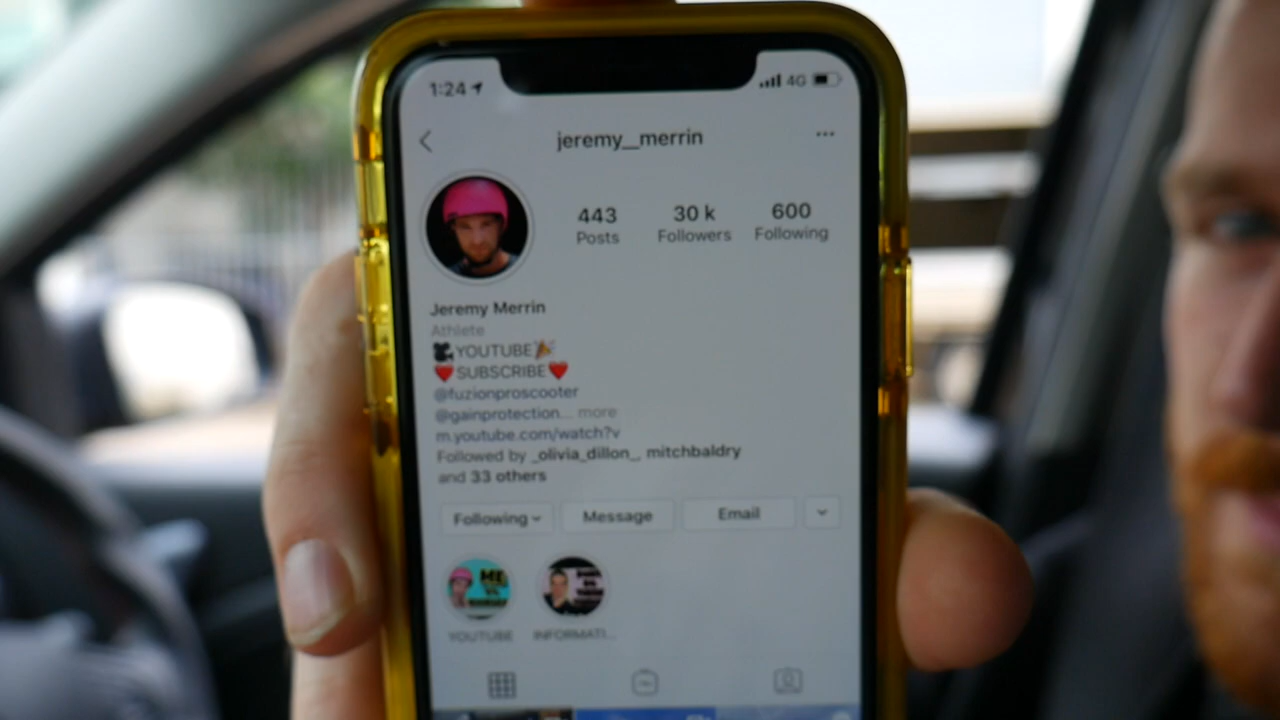 1:24 4G
jeremy__merrin
443 30 k 600
Posts Followers Following
Jeremy Merrin
Athlete
YOUTUBE
SUBSCRIBE
@fuzionproscooter
@gainprotection... more
m.youtube.com/watch?v
Followed by _olivia_dillon_, mitchbaldry
and 33 others
Following Message Email
ME
YOUTUBE INFORMATI...